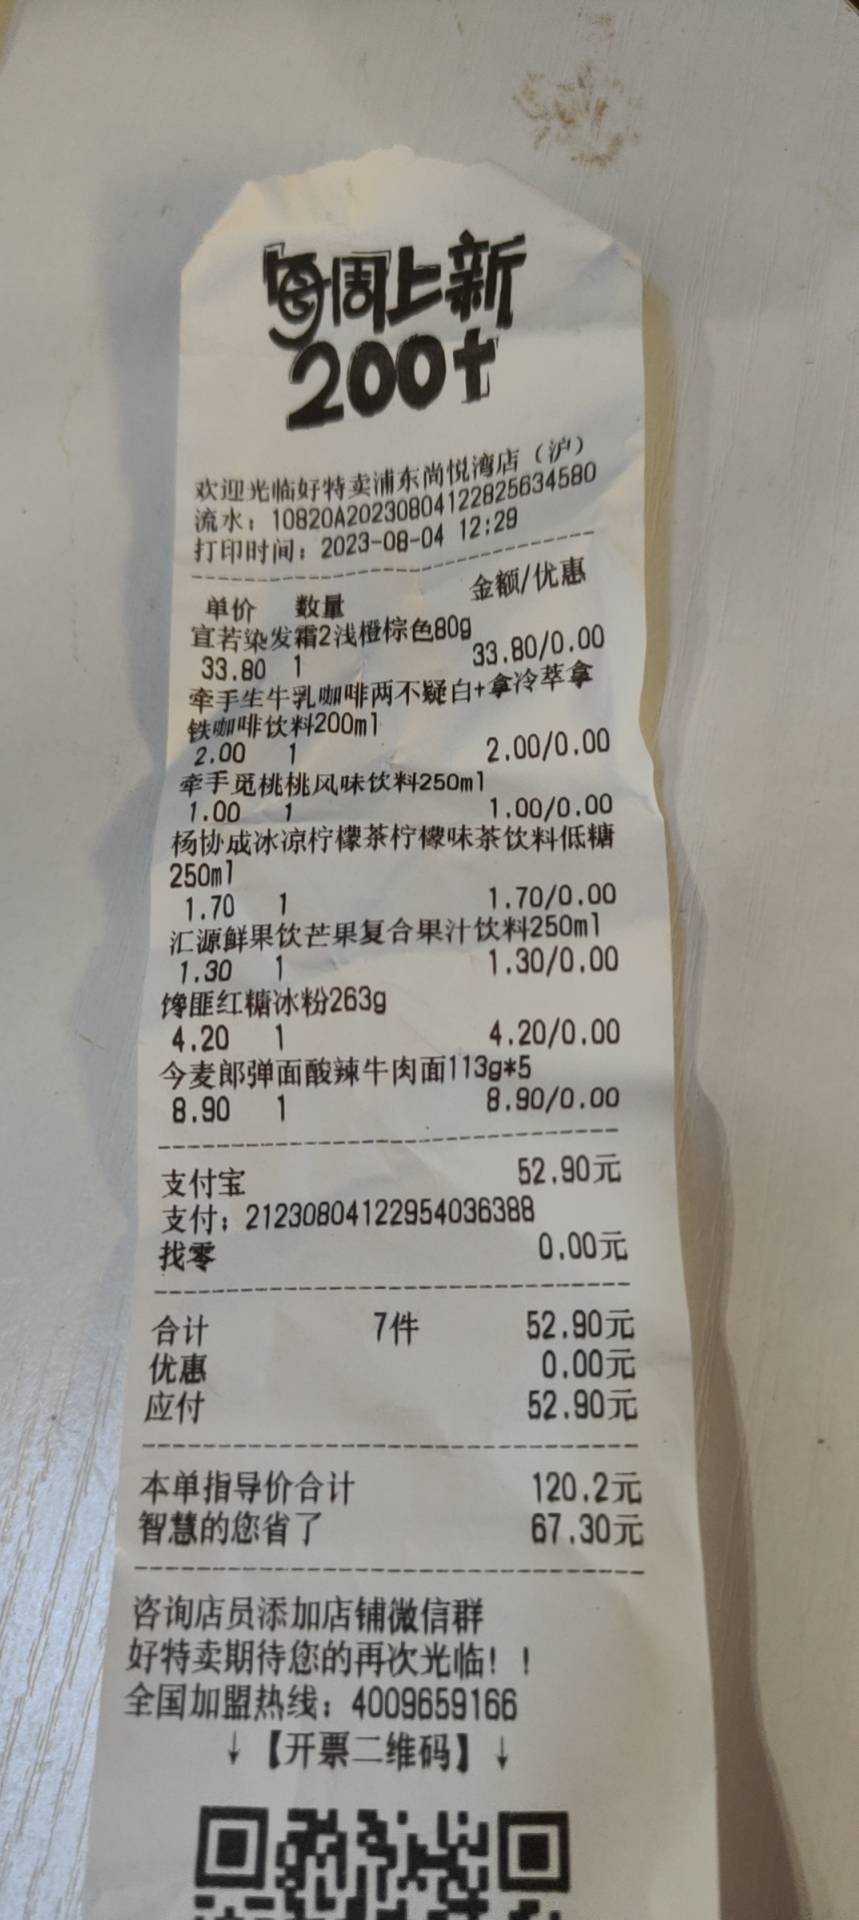 每周上新
200+
欢迎光临好特卖浦东尚悦湾店（沪）
流水：10820A20230804122825634580
打印时间：2023-08-04 12:29
单价 数量 金额/优惠
宣若染发霜2浅橙棕色80g
33.80 1 33.80/0.00
牵手生牛乳咖啡两不疑白+拿冷萃拿
铁咖啡饮料200ml
2.00 1 2.00/0.00
牵手觅桃桃风味饮料250ml
1.00 1 1.00/0.00
杨协成冰凉柠檬茶柠檬味茶饮料低糖
250ml
1.70 1 1.70/0.00
汇源鲜果饮芒果复合果汁饮料250ml
1.30 1 1.30/0.00
馋匪红糖冰粉263g
4.20 1 4.20/0.00
今麦郎弹面酸辣牛肉面113g*5
8.90 1 8.90/0.00
支付宝 52.90元
支付：212308041229540363​88
找零 0.00元
合计 7件 52.90元
优惠 0.00元
应付 52.90元
本单指导价合计 120.2元
智慧的您省了 67.30元
咨询店员添加店铺微信群
好特卖期待您的再次光临！！
全国加盟热线：4009659166
↓【开票二维码】↓